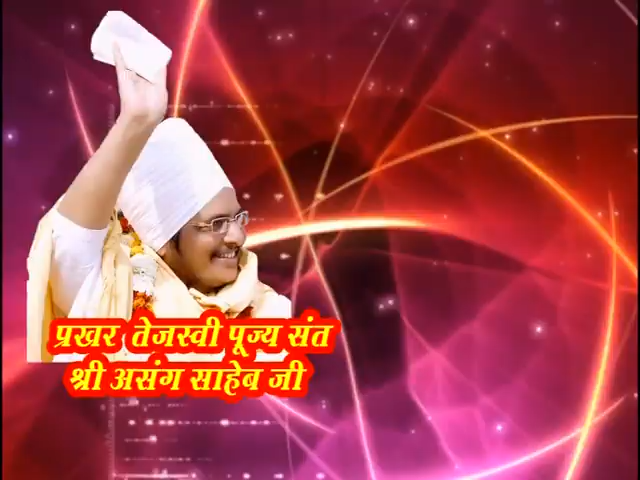 प्रखर तेजस्वी पूज्य संत
श्री असंग साहेब जी